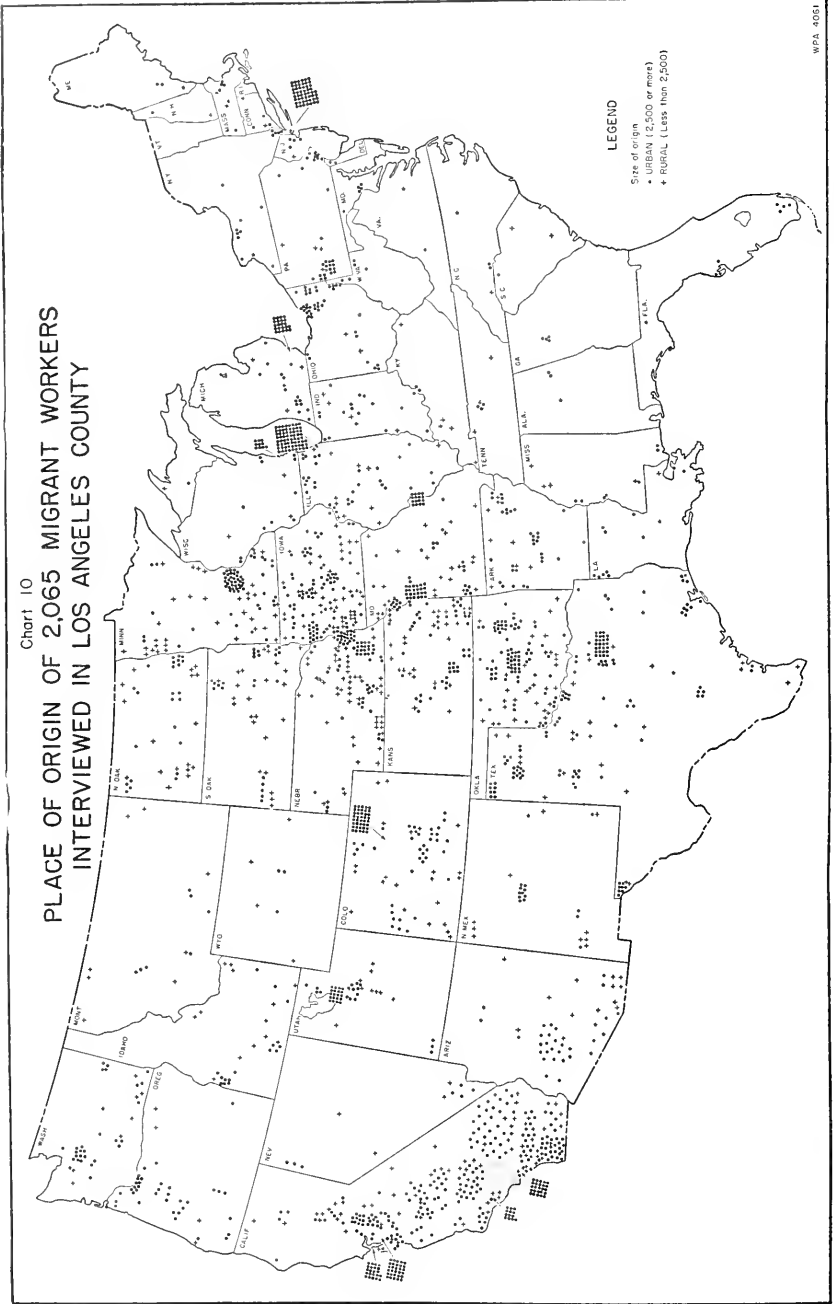 Chart 10
PLACE OF ORIGIN OF 2,065 MIGRANT WORKERS
INTERVIEWED IN LOS ANGELES COUNTY
WASH
MONT
N DAK
MINN
ME
VT
N H
MASS
CONN
R I
N Y
OREG
IDAHO
WYO
S DAK
WISC
MICH
PA
N J
NEBR
IOWA
ILL
IND
OHIO
MD
DEL
W VA
VA.
CALIF
NEV
UTAH
COLO
KANS
MO
KY
N C
TENN
S C
ARIZ
N MEX
OKLA
TEX
ARK
MISS
ALA.
GA
LA
FLA.
LEGEND
Size of origin
• URBAN (2,500 or more)
+ RURAL (Less than 2,500)
WPA 4061